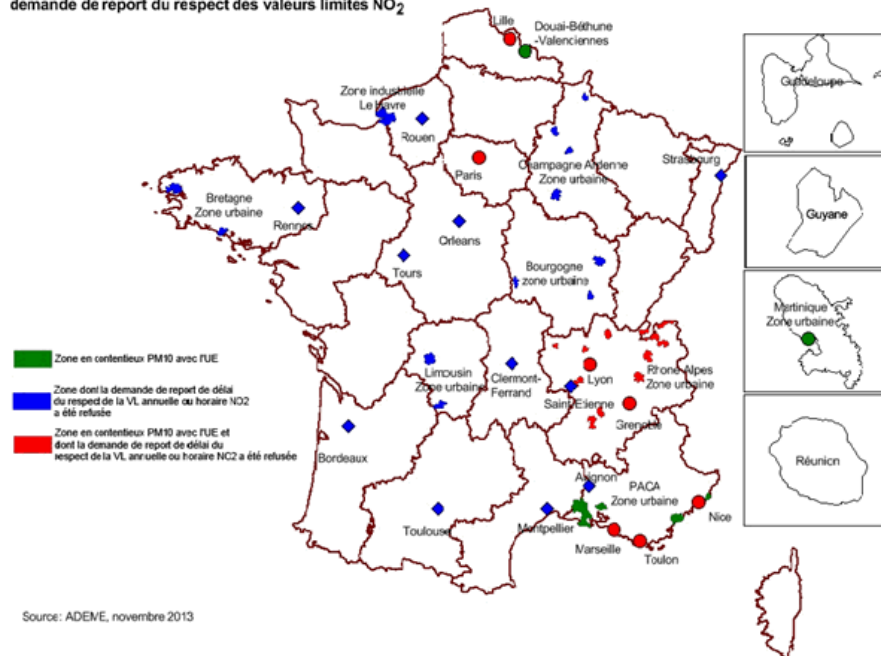 demande de report du respect des valeurs limites NO2
Lille
Douai-Béthune
-Valenciennes
Guadeloupe
Zone industrielle
Le Havre
Rouen
Paris
Champagne Ardenne
Zone urbaine
Strasbourg
Bretagne
Zone urbaine
Rennes
Orleans
Tours
Guyane
Bourgogne
zone urbaine
Martinique
Zone urbaine
Zone en contentieux PM10 avec l'UE
Zone dont la demande de report de délai
du respect de la VL annuelle ou horaire NO2
a été refusée
Zone en contentieux PM10 avec l'UE et
dont la demande de report de délai du
respect de la VL annuelle ou horaire NO2 a été refusée
Limousin
Zone urbaine
Clermont-
Ferrand
Lyon
Rhone Alpes
Zone urbaine
Saint Etienne
Grenoble
Bordeaux
Réunion
Avignon
PACA
Zone urbaine
Toulouse
Montpellier
Nice
Marseille
Toulon
Source: ADEME, novembre 2013